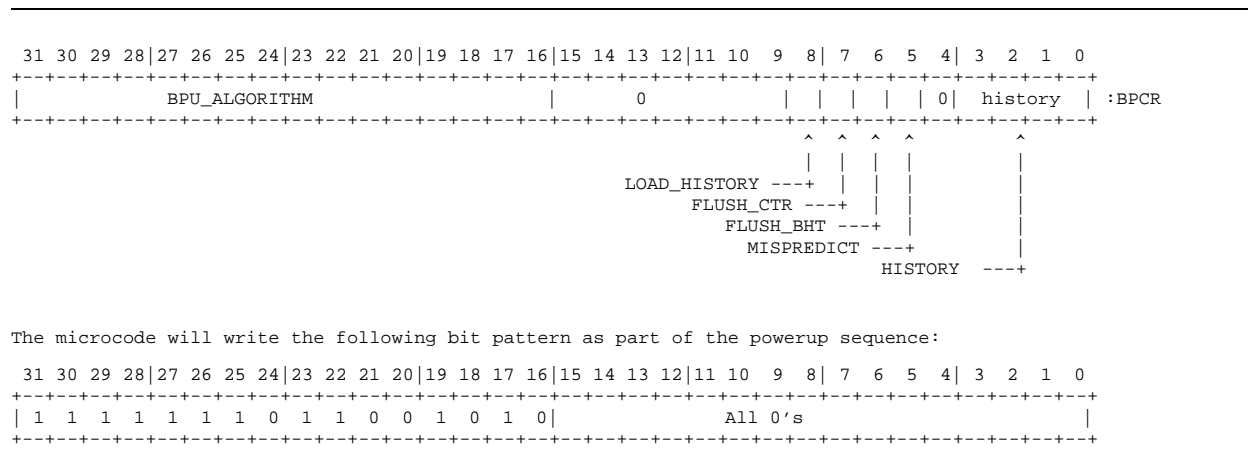 31 30 29 28|27 26 25 24|23 22 21 20|19 18 17 16|15 14 13 12|11 10  9  8| 7  6  5  4| 3  2  1  0
+--+--+--+--+--+--+--+--+--+--+--+--+--+--+--+--+--+--+--+--+--+--+--+--+--+--+--+--+--+--+--+--+
| BPU_ALGORITHM | 0 | | | | | | 0| history | :BPCR
+--+--+--+--+--+--+--+--+--+--+--+--+--+--+--+--+--+--+--+--+--+--+--+--+--+--+--+--+--+--+--+--+
^ ^ ^ ^ ^
| | | | |
LOAD_HISTORY ---+ | | | |
FLUSH_CTR ---+ | | |
FLUSH_BHT ---+ | |
MISPREDICT ---+ |
HISTORY ---+
The microcode will write the following bit pattern as part of the powerup sequence:
31 30 29 28|27 26 25 24|23 22 21 20|19 18 17 16|15 14 13 12|11 10  9  8| 7  6  5  4| 3  2  1  0
+--+--+--+--+--+--+--+--+--+--+--+--+--+--+--+--+--+--+--+--+--+--+--+--+--+--+--+--+--+--+--+--+
| 1  1  1  1  1  1  1  0  1  1  0  0  1  0  1  0| All 0's |
+--+--+--+--+--+--+--+--+--+--+--+--+--+--+--+--+--+--+--+--+--+--+--+--+--+--+--+--+--+--+--+--+